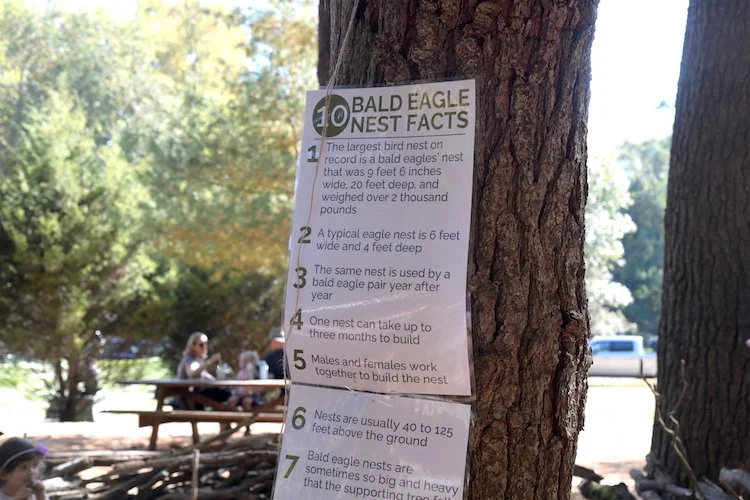 10 BALD EAGLE
NEST FACTS
1 The largest bird nest on
record is a bald eagles' nest
that was 9 feet 6 inches
wide, 20 feet deep, and
weighed over 2 thousand
pounds
2 A typical eagle nest is 6 feet
wide and 4 feet deep
3 The same nest is used by a
bald eagle pair year after
year
4 One nest can take up to
three months to build
5 Males and females work
together to build the nest
6 Nests are usually 40 to 125
feet above the ground
7 Bald eagle nests are
sometimes so big and heavy
that the supporting tree